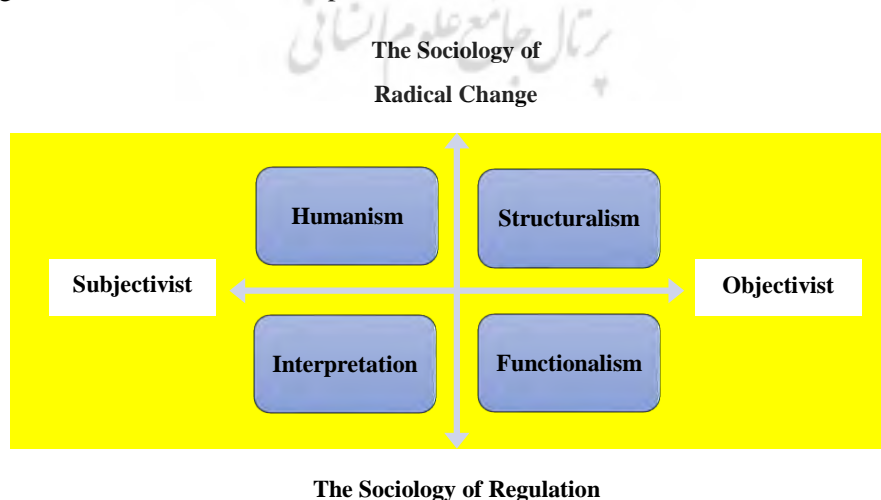 پرتال جامع علوم انسانی
The Sociology of
Radical Change
Humanism
Structuralism
Subjectivist
Objectivist
Interpretation
Functionalism
The Sociology of Regulation